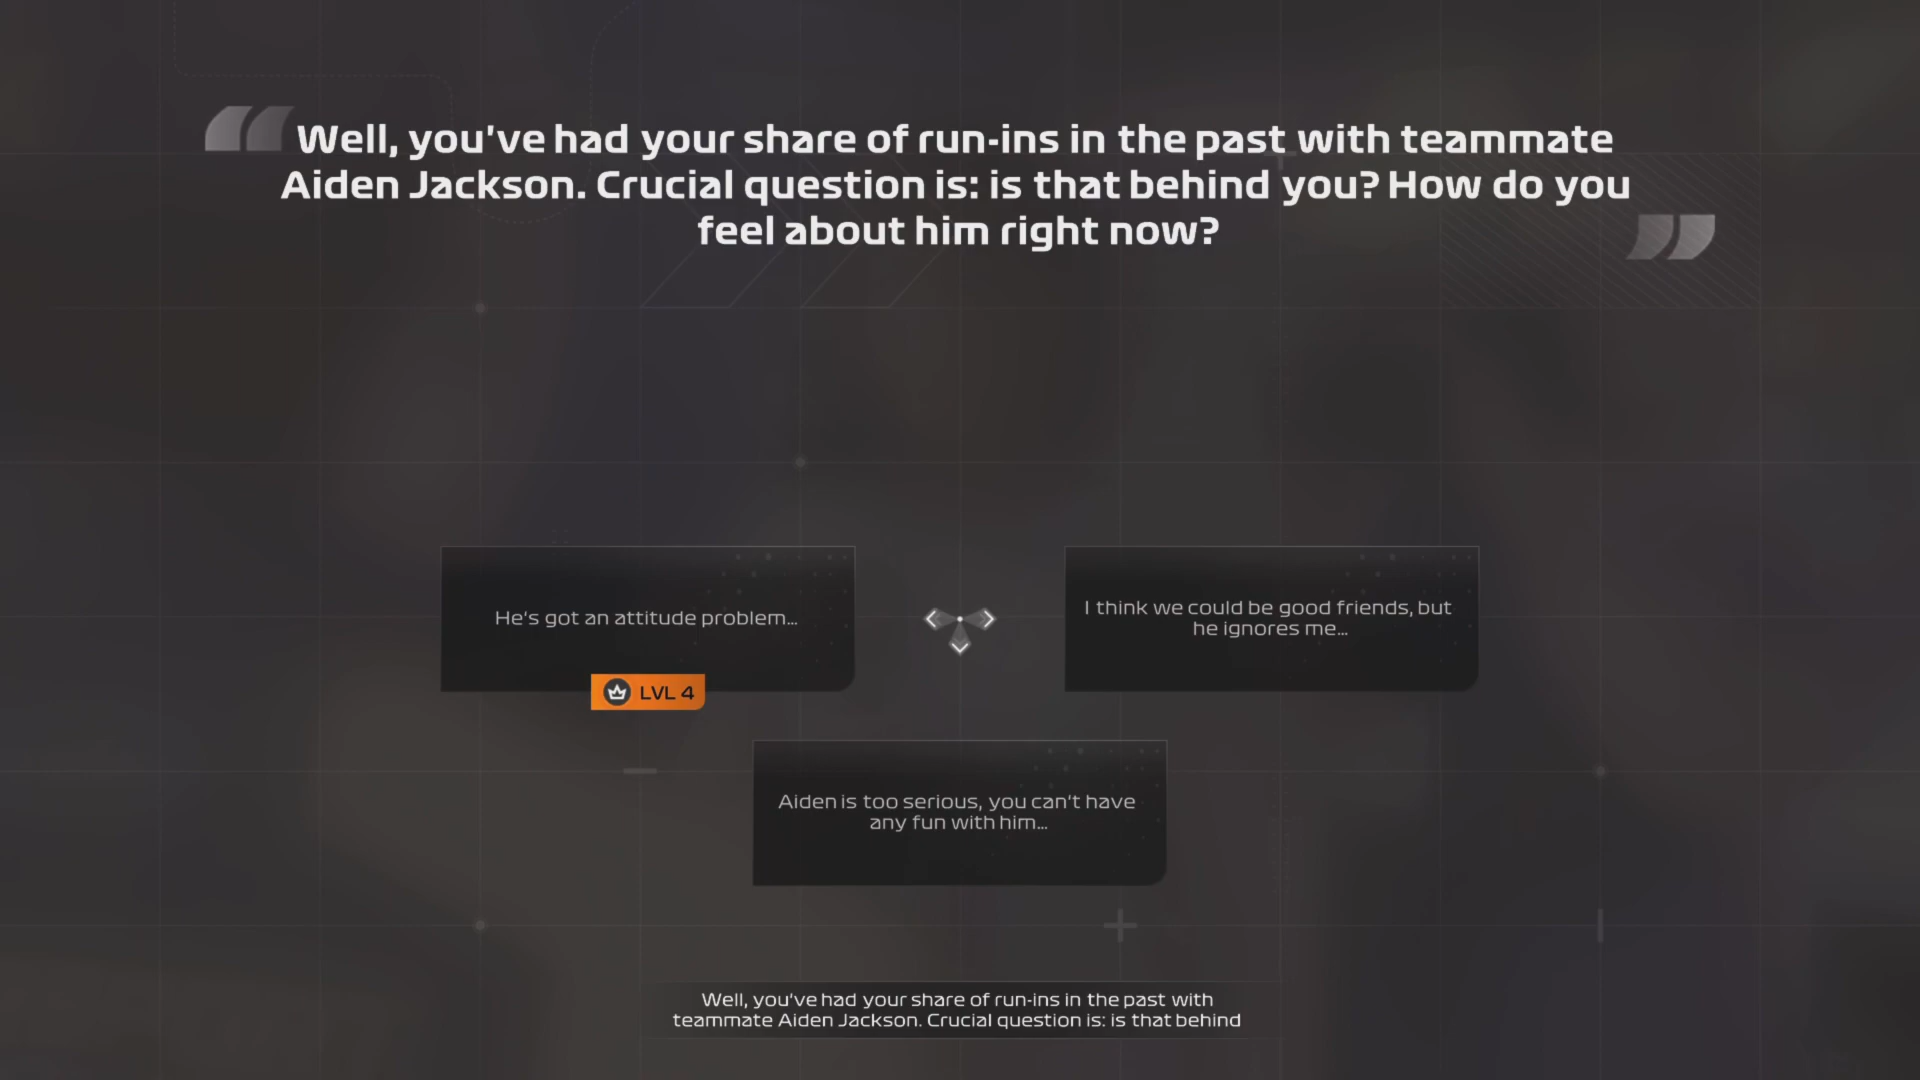 Well, you've had your share of run-ins in the past with teammate
Aiden Jackson. Crucial question is: is that behind you? How do you
feel about him right now?
He's got an attitude problem...
LVL 4
I think we could be good friends, but
he ignores me...
Aiden is too serious, you can't have
any fun with him...
Well, you've had your share of run-ins in the past with
teammate Aiden Jackson. Crucial question is: is that behind